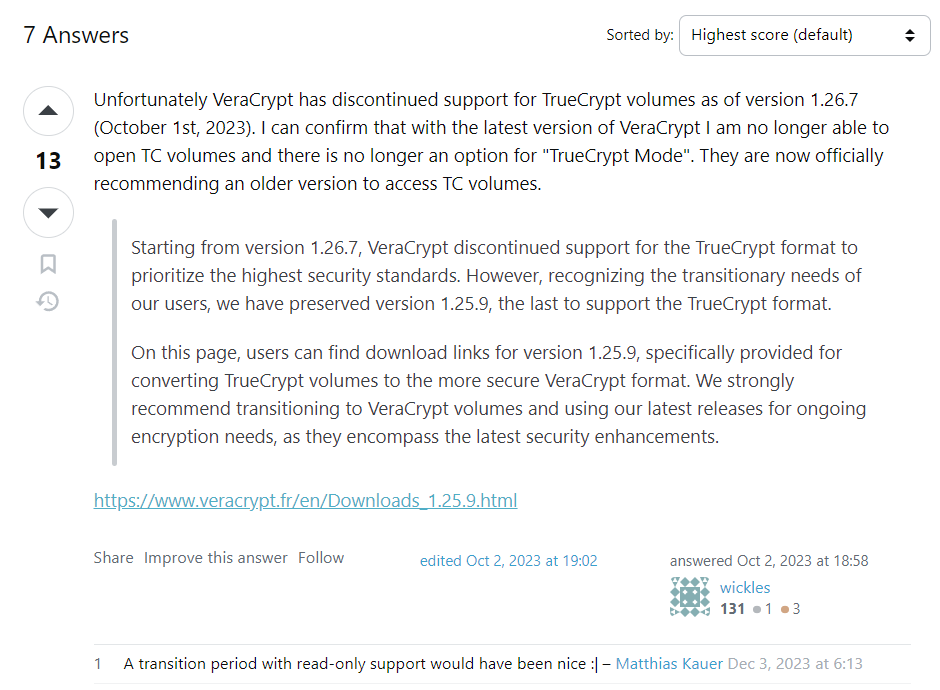 7 Answers
Sorted by: Highest score (default)
Unfortunately VeraCrypt has discontinued support for TrueCrypt volumes as of version 1.26.7
(October 1st, 2023). I can confirm that with the latest version of VeraCrypt I am no longer able to
open TC volumes and there is no longer an option for "TrueCrypt Mode". They are now officially
recommending an older version to access TC volumes.
13
Starting from version 1.26.7, VeraCrypt discontinued support for the TrueCrypt format to
prioritize the highest security standards. However, recognizing the transitionary needs of
our users, we have preserved version 1.25.9, the last to support the TrueCrypt format.
On this page, users can find download links for version 1.25.9, specifically provided for
converting TrueCrypt volumes to the more secure VeraCrypt format. We strongly
recommend transitioning to VeraCrypt volumes and using our latest releases for ongoing
encryption needs, as they encompass the latest security enhancements.
https://www.veracrypt.fr/en/Downloads_1.25.9.html
Share Improve this answer Follow
edited Oct 2, 2023 at 19:02
answered Oct 2, 2023 at 18:58
wickles
131 1 3
1 A transition period with read-only support would have been nice :| – Matthias Kauer Dec 3, 2023 at 6:13